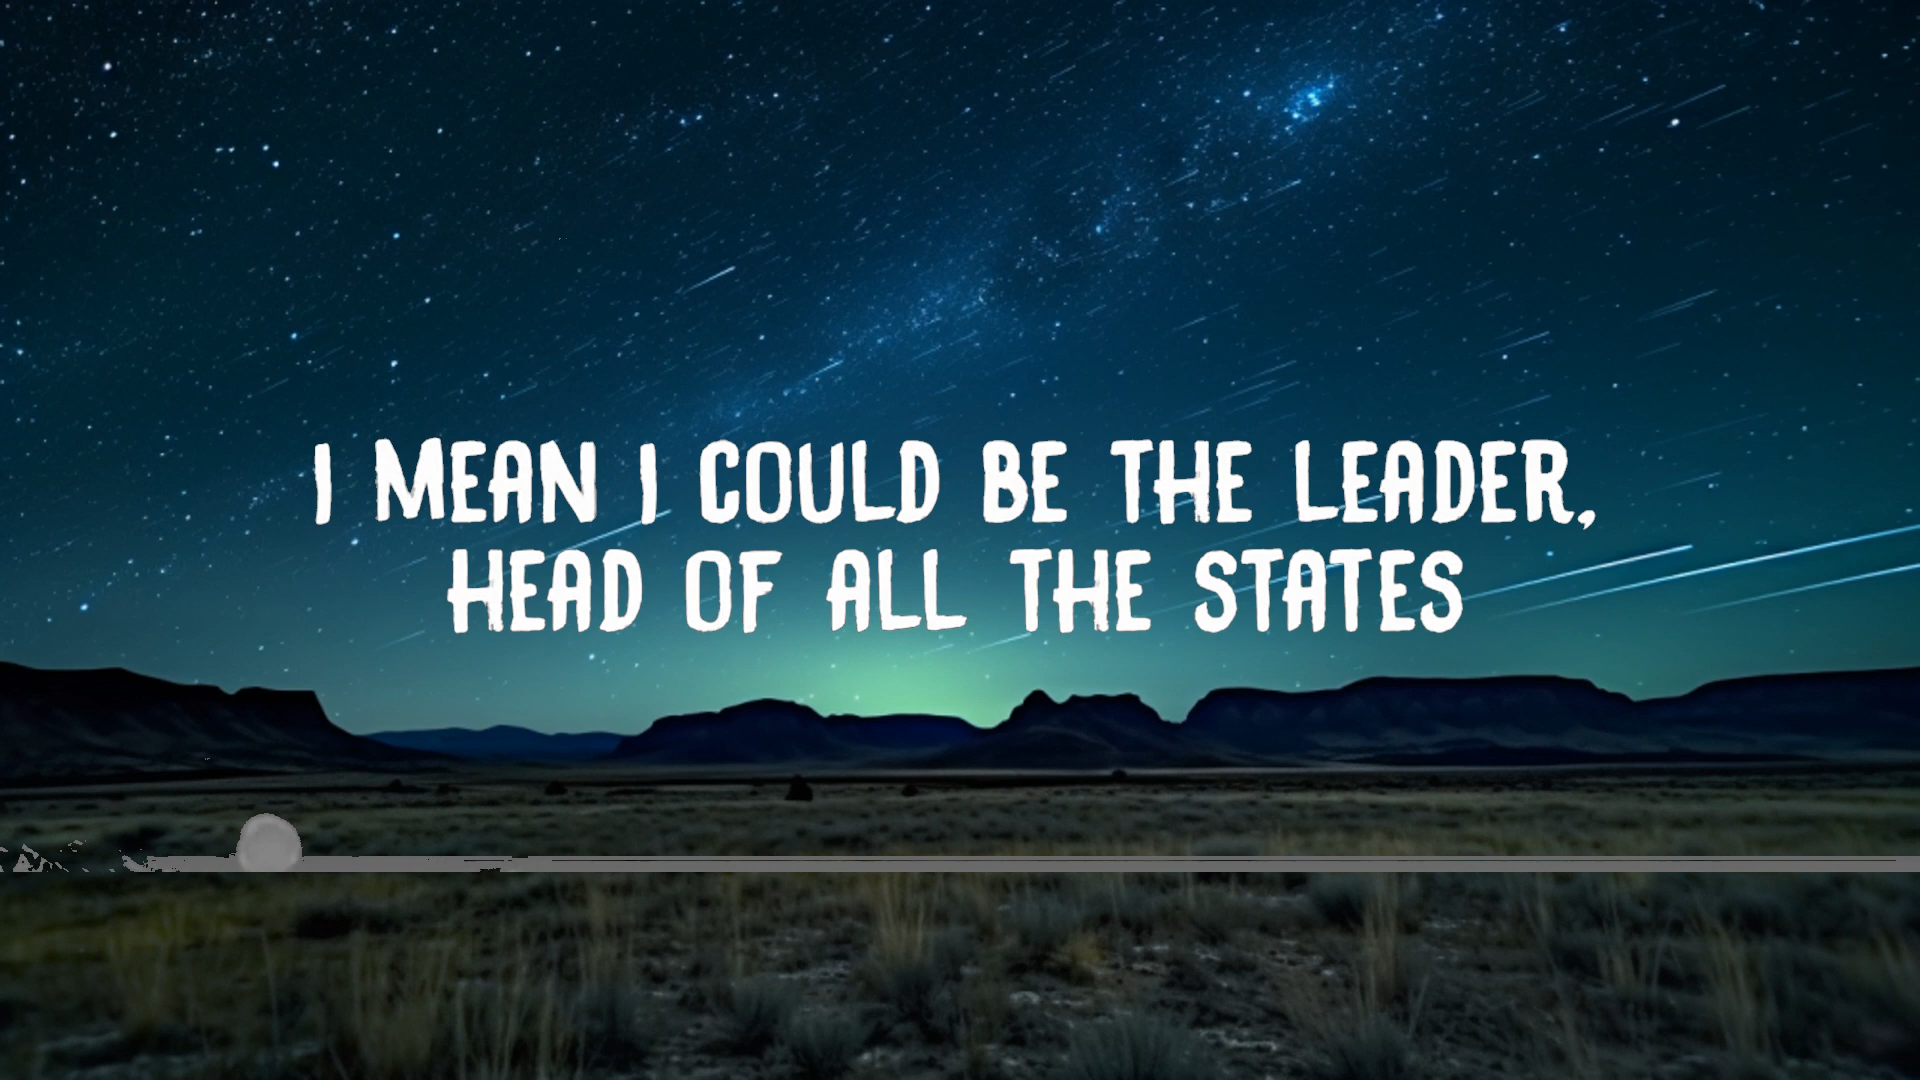 I MEAN I COULD BE THE LEADER,
HEAD OF ALL THE STATES